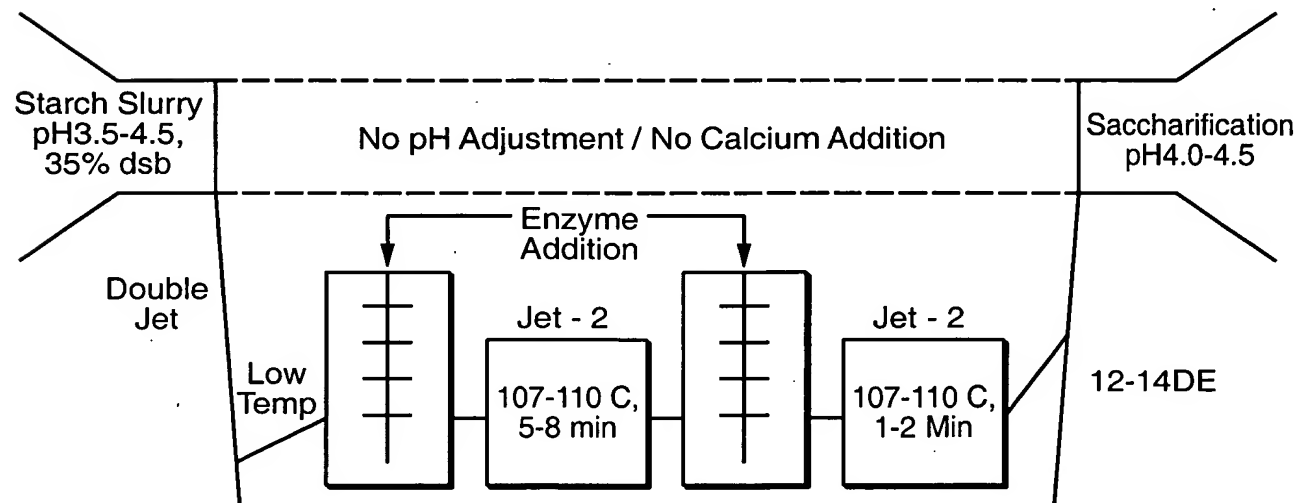 Starch Slurry
pH3.5-4.5,
35% dsb
No pH Adjustment / No Calcium Addition
Saccharification
pH4.0-4.5
Enzyme
Addition
Double
Jet
Low
Temp
Jet - 2
107-110 C,
5-8 min
Jet - 2
107-110 C,
1-2 Min
12-14DE